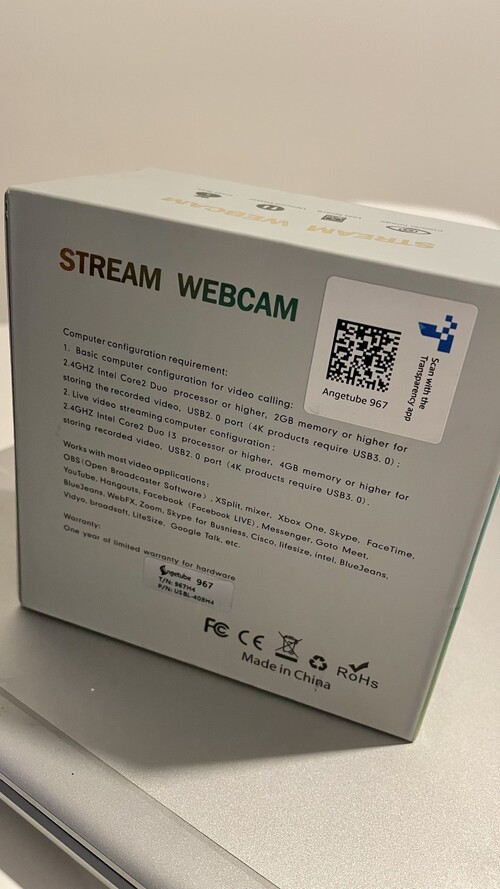 STREAM WEBCAM
STREAM WEBCAM
Scan with the
Transparency app
Angetube 967
Computer configuration requirement:
1. Basic computer configuration for video calling:
2.4GHZ Intel Core2 Duo processor or higher, 2GB memory or higher for
storing the recorded video, USB2.0 port (4K products require USB3.0) ;
2. Live video streaming computer configuration :
2.4GHZ Intel Core2 Duo I3 processor or higher, 4GB memory or higher for
storing recorded video, USB2.0 port (4K products require USB3.0) .
Works with most video applications:
OBS(Open Broadcaster Software) , XSplit, mixer, Xbox One, Skype, FaceTime,
YouTube, Hangouts, Facebook (Facebook LIVE) , Messenger, Goto Meet,
BlueJeans, WebFX, Zoom, Skype for Busniess, Cisco, lifesize, intel, BlueJeans,
Vidyo, broadsoft, LifeSize, Google Talk, etc.
Warranty:
One year of limited warranty for hardware
Angetube 967
T/N: 967H4
P/N: USBL-408H4
FC CE RoHs
Made in China